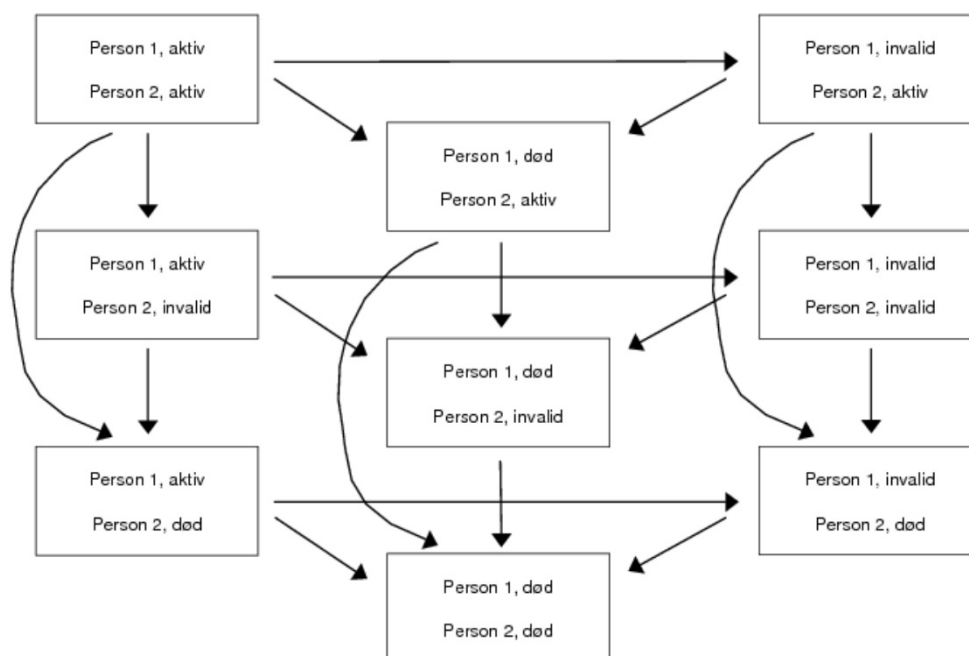 Person 1, aktiv
Person 2, aktiv
Person 1, invalid
Person 2, aktiv
Person 1, død
Person 2, aktiv
Person 1, aktiv
Person 2, invalid
Person 1, invalid
Person 2, invalid
Person 1, død
Person 2, invalid
Person 1, aktiv
Person 2, død
Person 1, invalid
Person 2, død
Person 1, død
Person 2, død